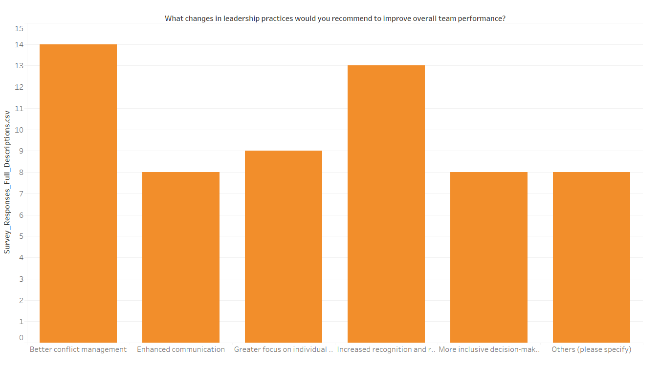 What changes in leadership practices would you recommend to improve overall team performance?
15
14
13
12
11
10
9
8
7
6
5
4
3
2
1
0
Survey_Responses_Full_Descriptions.csv
Better conflict management
Enhanced communication
Greater focus on individual ...
Increased recognition and r..
More inclusive decision-mak..
Others (please specify)